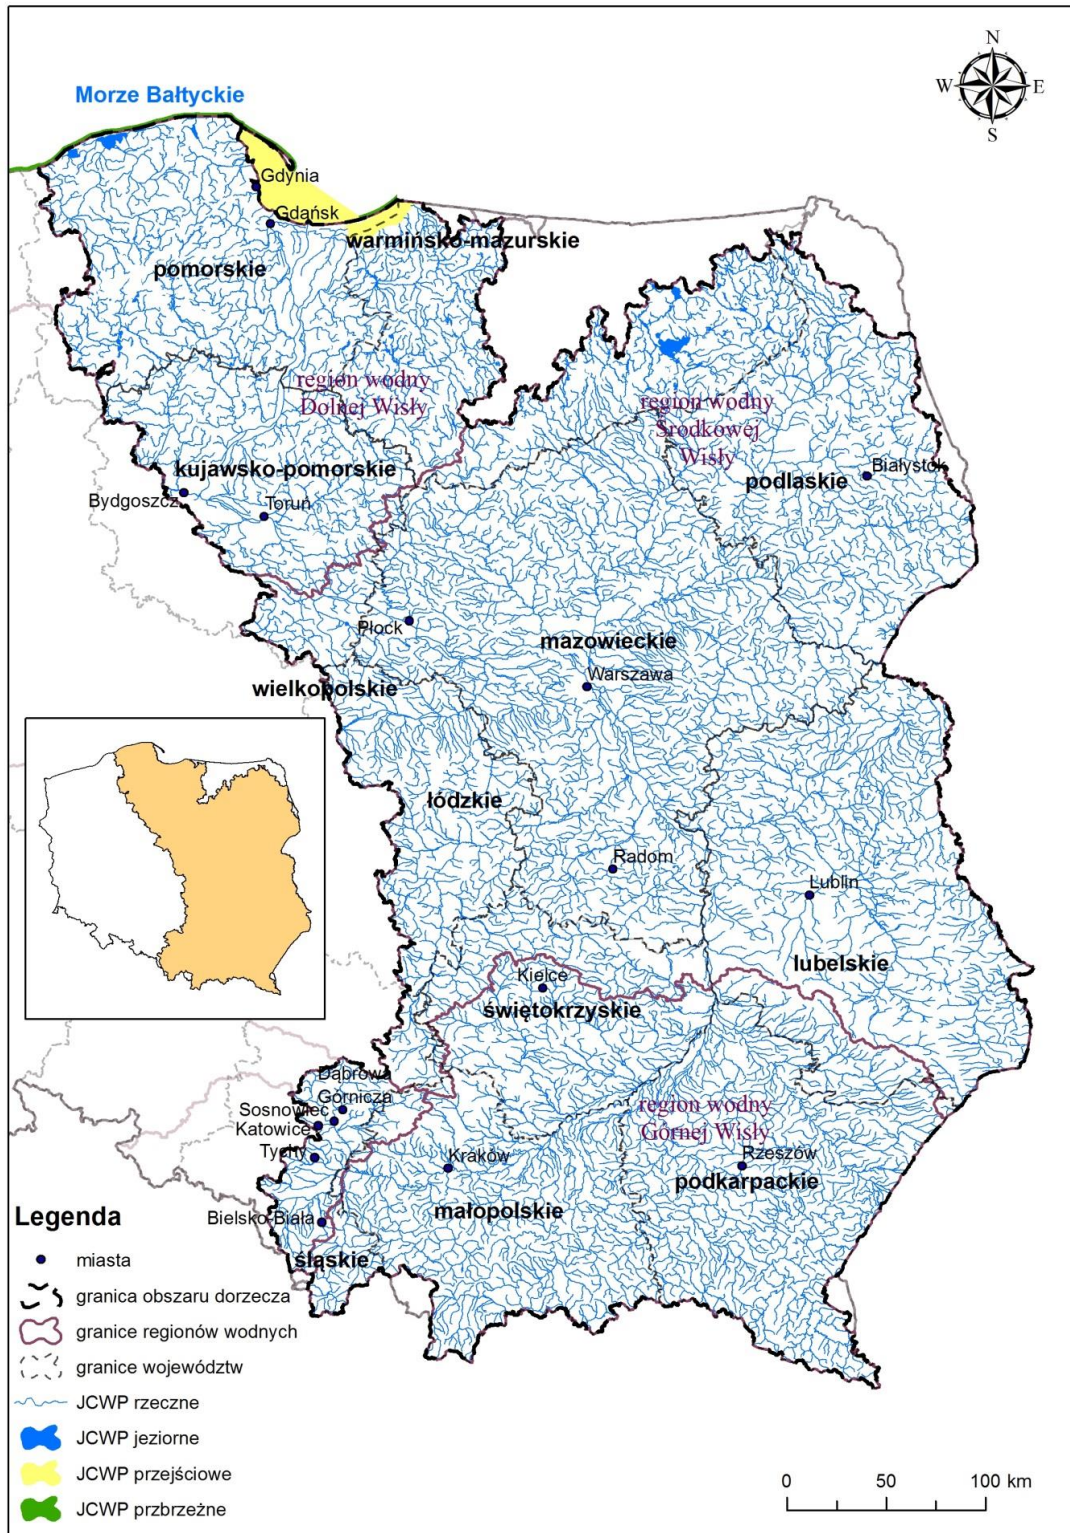 N
W E
S
Morze Bałtyckie
Gdynia
Gdańsk
warmińsko-mazurskie
pomorskie
region wodny
Dolnej Wisły
region wodny
Środkowej
Wisły
kujawsko-pomorskie
Białystok
podlaskie
Bydgoszcz
Toruń
Płock
mazowieckie
Warszawa
wielkopolskie
łódzkie
Radom
Lublin
lubelskie
Kielce
świętokrzyskie
Dąbrowa
Górnicza
Sosnowiec
Katowice
Tychy
region wodny
Górnej Wisły
Kraków
Rzeszów
podkarpackie
małopolskie
Bielsko-Biała
śląskie
Legenda
miasta
granica obszaru dorzecza
granice regionów wodnych
granice województw
JCWP rzeczne
JCWP jeziorne
JCWP przejściowe
JCWP przbrzeżne
0 50 100 km